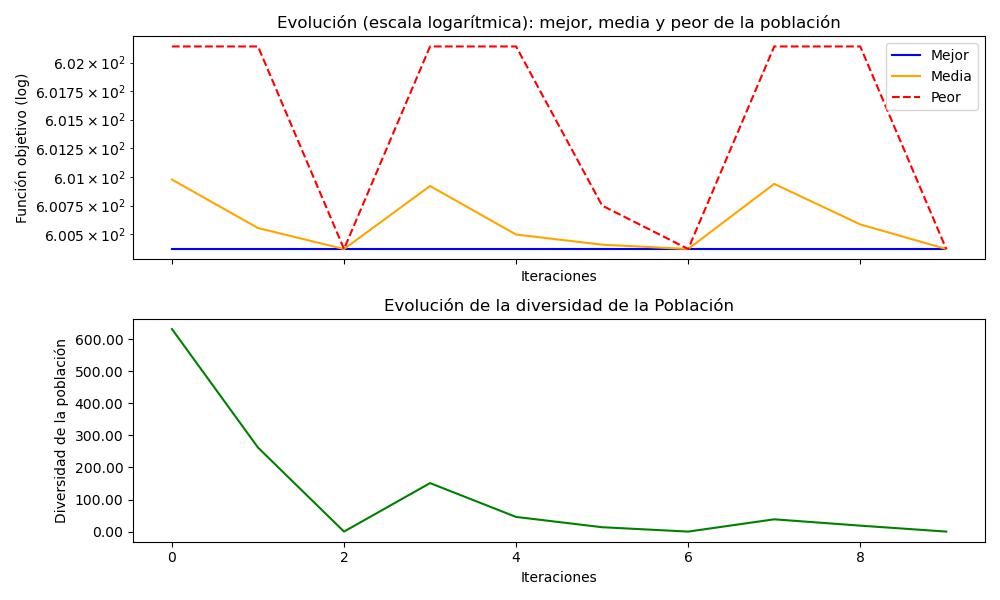 Evolución (escala logarítmica): mejor, media y peor de la población
Función objetivo (log)
6.02 × 10²
6.0175 × 10²
6.015 × 10²
6.0125 × 10²
6.01 × 10²
6.0075 × 10²
6.005 × 10²
Mejor
Media
Peor
Iteraciones
Evolución de la diversidad de la Población
Diversidad de la población
600.00
500.00
400.00
300.00
200.00
100.00
0.00
0 2 4 6 8
Iteraciones